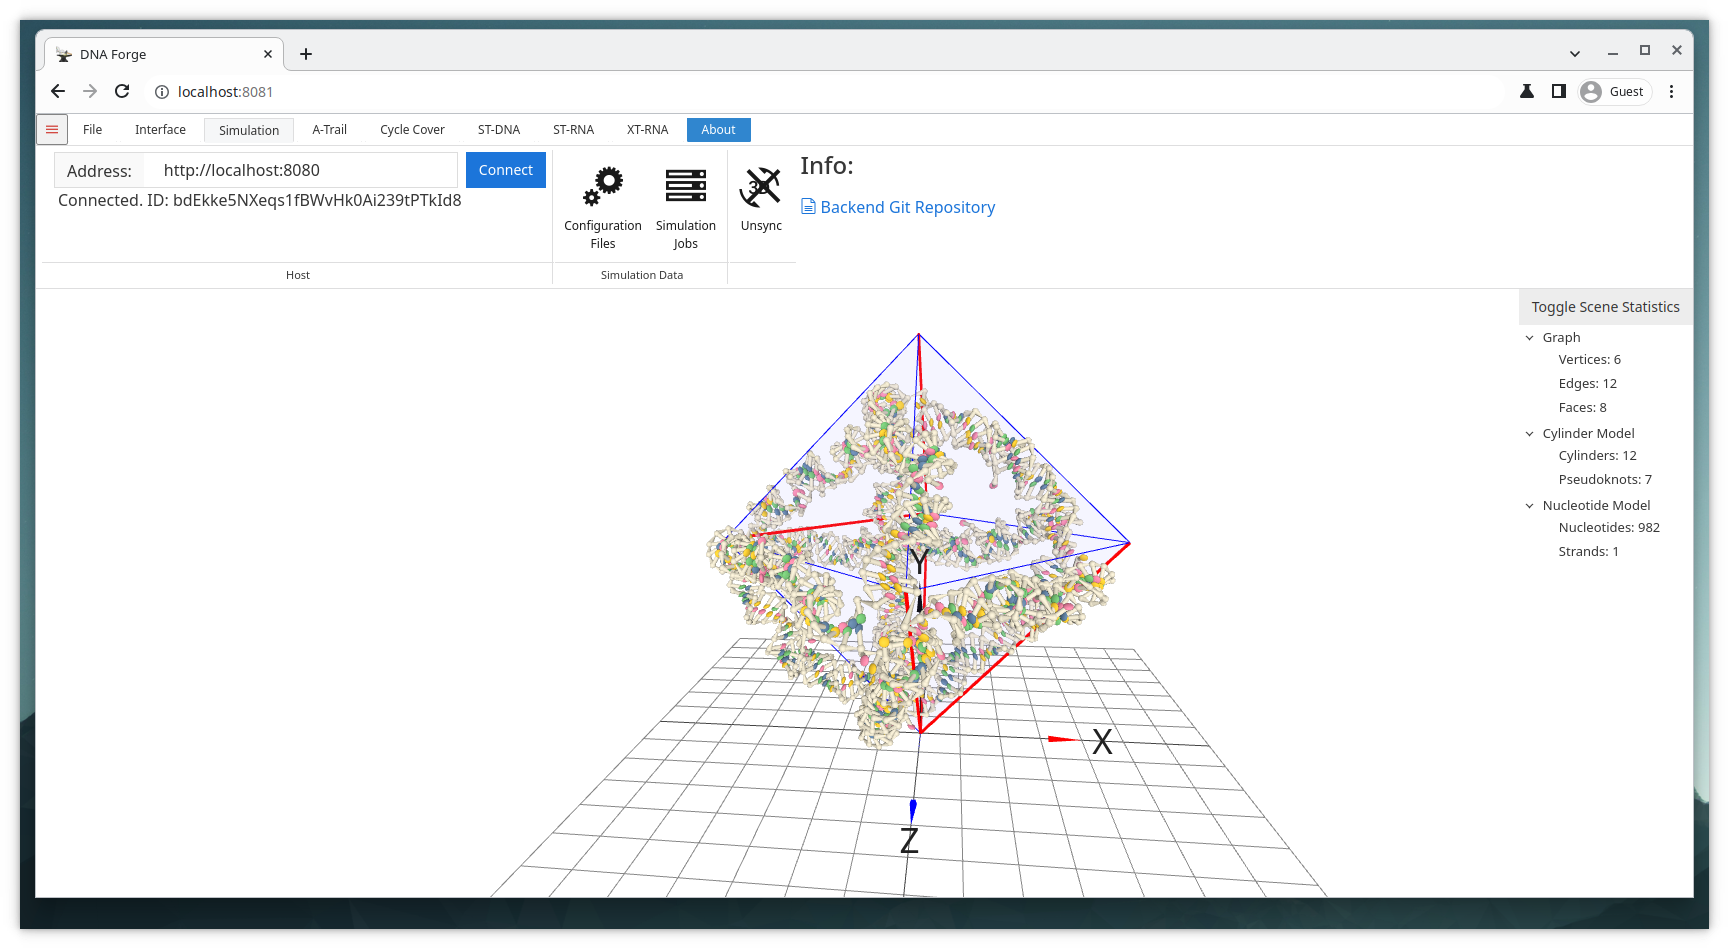 DNA Forge
localhost:8081
Guest
File Interface Simulation A-Trail Cycle Cover ST-DNA ST-RNA XT-RNA About
Address: http://localhost:8080 Connect
Connected. ID: bdEkke5NXeqs1fBWvHk0Ai239tPTkId8
Host
Configuration
Files
Simulation
Jobs
Simulation Data
3D
Unsync
Info:
Backend Git Repository
Toggle Scene Statistics
Graph
Vertices: 6
Edges: 12
Faces: 8
Cylinder Model
Cylinders: 12
Pseudoknots: 7
Nucleotide Model
Nucleotides: 982
Strands: 1
Y
X
Z